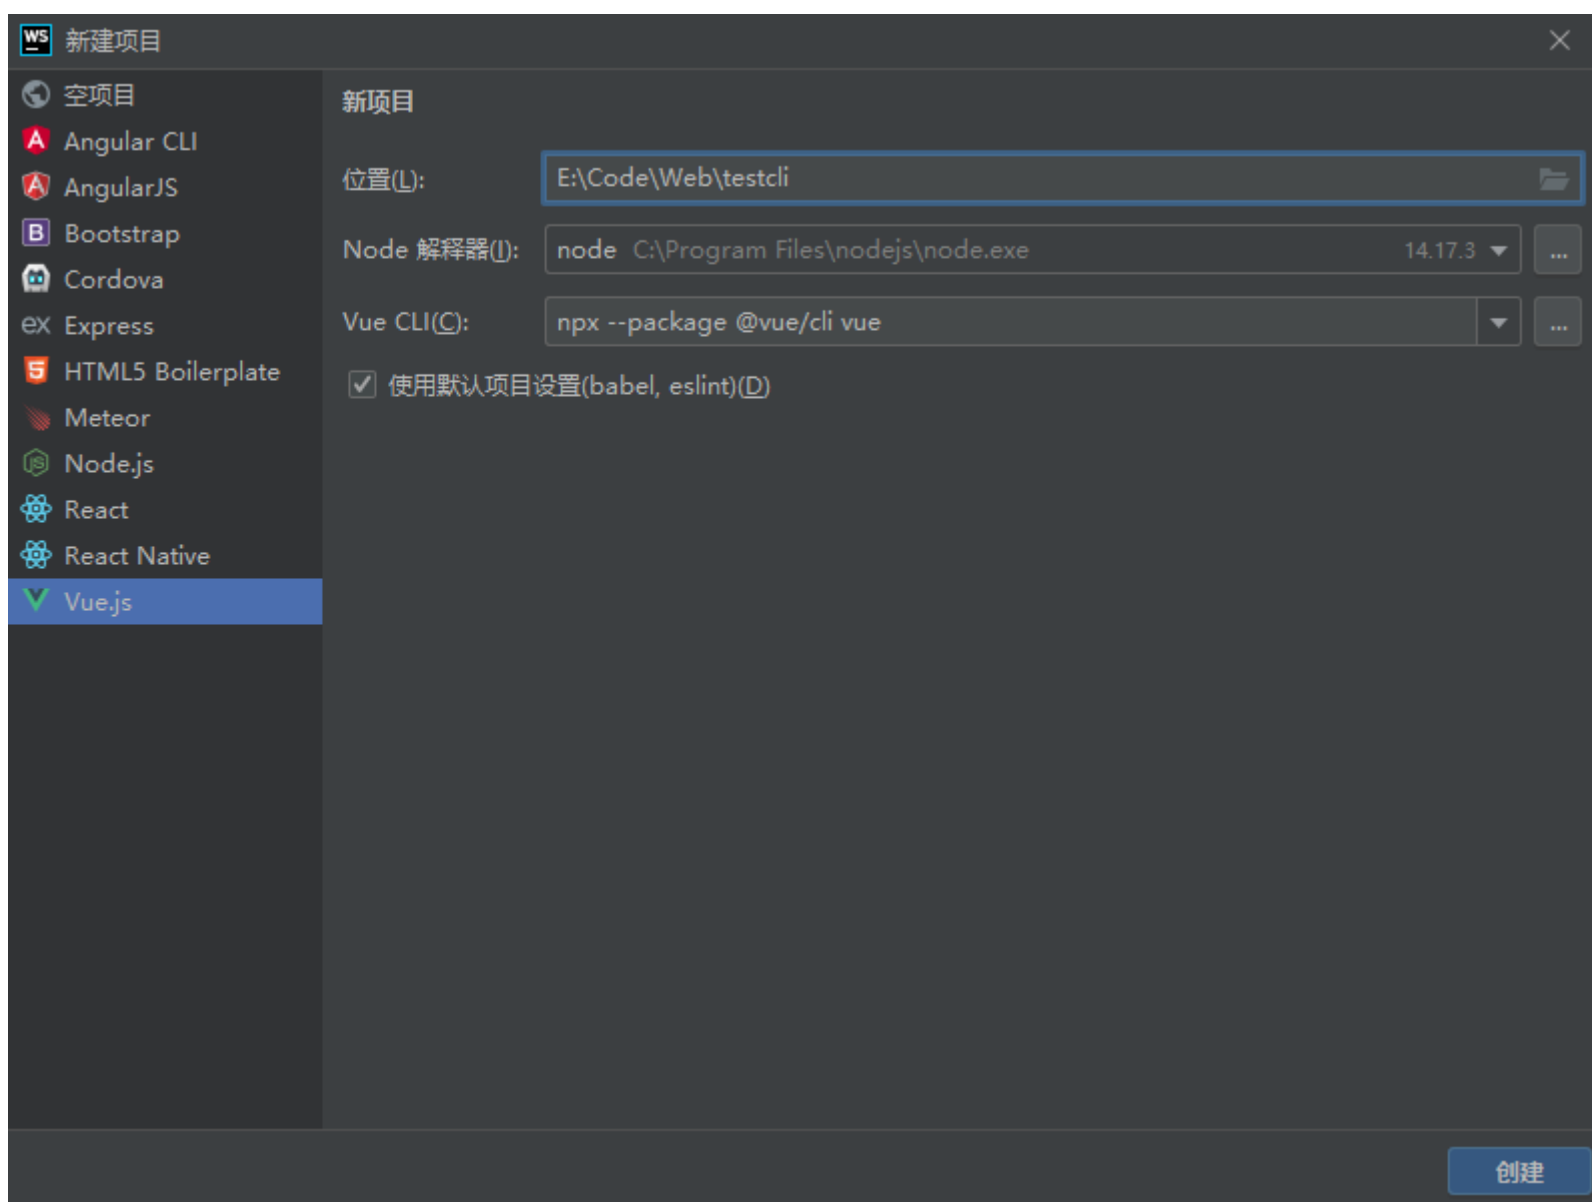 WS 新建项目
空项目
Angular CLI
AngularJS
Bootstrap
Cordova
ex Express
HTML5 Boilerplate
Meteor
Node.js
React
React Native
Vue.js
新项目
位置(L): E:\Code\Web\testcli
Node 解释器(I): node C:\Program Files\nodejs\node.exe 14.17.3 ...
Vue CLI(C): npx --package @vue/cli vue ...
使用默认项目设置(babel, eslint)(D)
创建